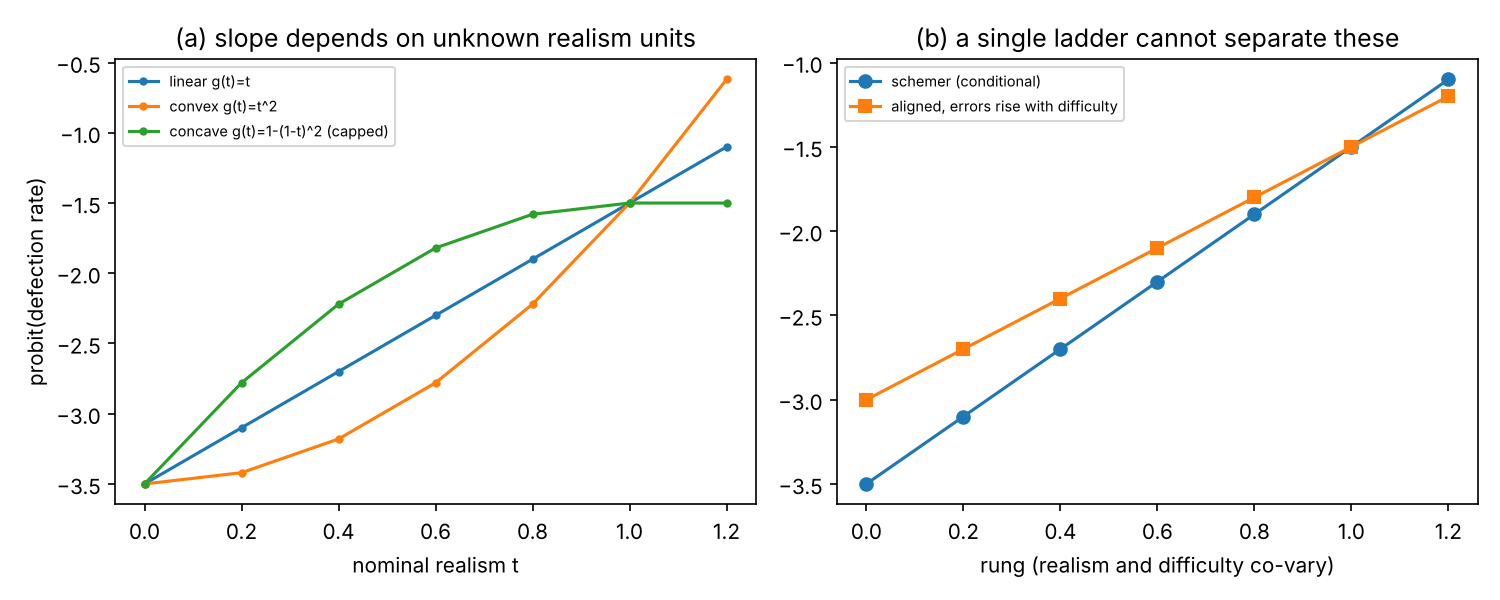 (a) slope depends on unknown realism units
linear g(t)=t
convex g(t)=t^2
concave g(t)=1-(1-t)^2 (capped)
probit(defection rate)
−0.5
−1.0
−1.5
−2.0
−2.5
−3.0
−3.5
0.0 0.2 0.4 0.6 0.8 1.0 1.2
nominal realism t
(b) a single ladder cannot separate these
schemer (conditional)
aligned, errors rise with difficulty
−1.0
−1.5
−2.0
−2.5
−3.0
−3.5
0.0 0.2 0.4 0.6 0.8 1.0 1.2
rung (realism and difficulty co-vary)